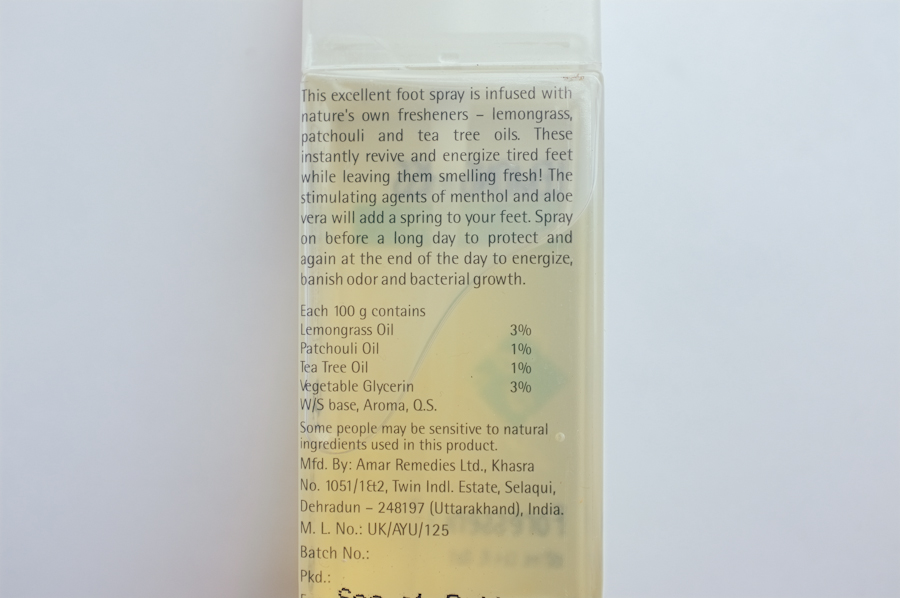 This excellent foot spray is infused with
nature's own fresheners – lemongrass,
patchouli and tea tree oils. These
instantly revive and energize tired feet
while leaving them smelling fresh! The
stimulating agents of menthol and aloe
vera will add a spring to your feet. Spray
on before a long day to protect and
again at the end of the day to energize,
banish odor and bacterial growth.
Each 100 g contains
Lemongrass Oil 3%
Patchouli Oil 1%
Tea Tree Oil 1%
Vegetable Glycerin 3%
W/S base, Aroma, Q.S.
Some people may be sensitive to natural
ingredients used in this product.
Mfd. By: Amar Remedies Ltd., Khasra
No. 1051/1&2, Twin Indl. Estate, Selaqui,
Dehradun – 248197 (Uttarakhand), India.
M. L. No.: UK/AYU/125
Batch No.:
Pkd.: